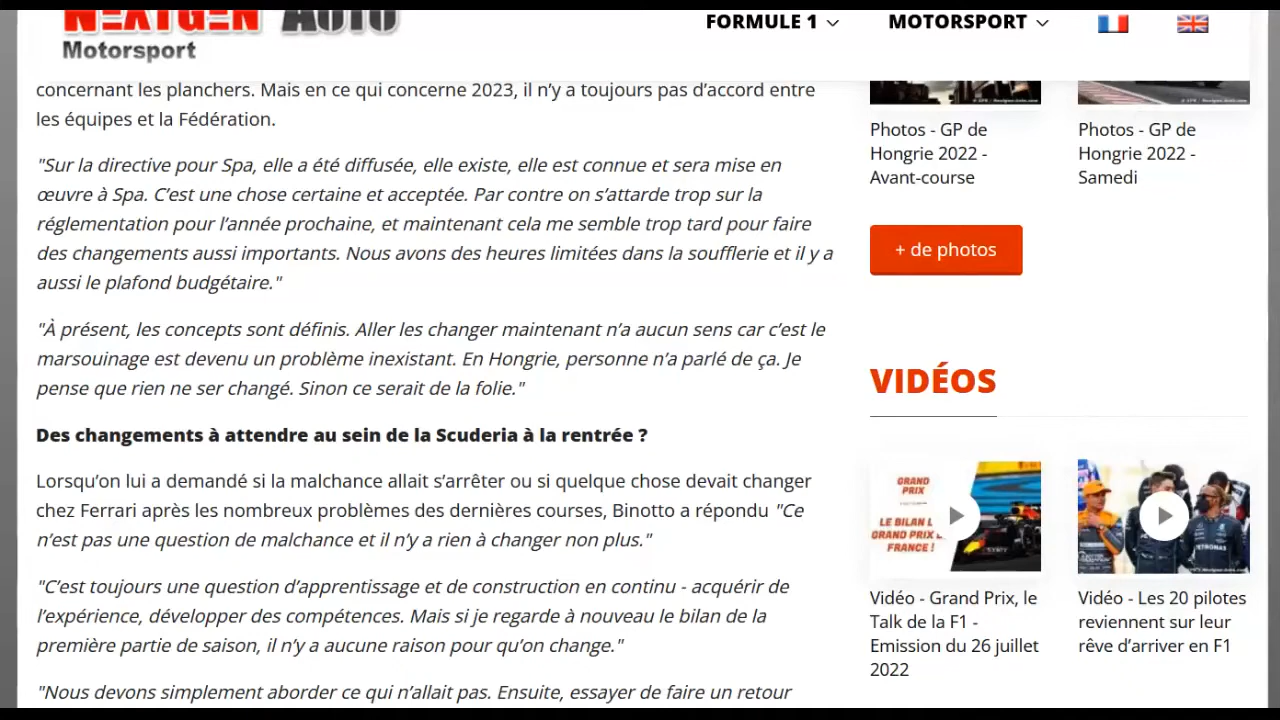 NEXTGEN AUTO
Motorsport
FORMULE 1
MOTORSPORT
concernant les planchers. Mais en ce qui concerne 2023, il n’y a toujours pas d’accord entre
les équipes et la Fédération.
"Sur la directive pour Spa, elle a été diffusée, elle existe, elle est connue et sera mise en
œuvre à Spa. C’est une chose certaine et acceptée. Par contre on s’attarde trop sur la
réglementation pour l’année prochaine, et maintenant cela me semble trop tard pour faire
des changements aussi importants. Nous avons des heures limitées dans la soufflerie et il y a
aussi le plafond budgétaire."
"À présent, les concepts sont définis. Aller les changer maintenant n’a aucun sens car c’est le
marsouinage est devenu un problème inexistant. En Hongrie, personne n’a parlé de ça. Je
pense que rien ne ser changé. Sinon ce serait de la folie."
Des changements à attendre au sein de la Scuderia à la rentrée ?
Lorsqu’on lui a demandé si la malchance allait s’arrêter ou si quelque chose devait changer
chez Ferrari après les nombreux problèmes des dernières courses, Binotto a répondu "Ce
n’est pas une question de malchance et il n’y a rien à changer non plus."
"C’est toujours une question d’apprentissage et de construction en continu - acquérir de
l’expérience, développer des compétences. Mais si je regarde à nouveau le bilan de la
première partie de saison, il n’y a aucune raison pour qu’on change."
"Nous devons simplement aborder ce qui n’allait pas. Ensuite, essayer de faire un retour
Photos - GP de
Hongrie 2022 -
Avant-course
Photos - GP de
Hongrie 2022 -
Samedi
+ de photos
VIDÉOS
GRAND
PRIX
LE BILAN
GRAND PRIX
FRANCE !
PETRONAS
Vidéo - Grand Prix, le
Talk de la F1 -
Emission du 26 juillet
2022
Vidéo - Les 20 pilotes
reviennent sur leur
rêve d’arriver en F1